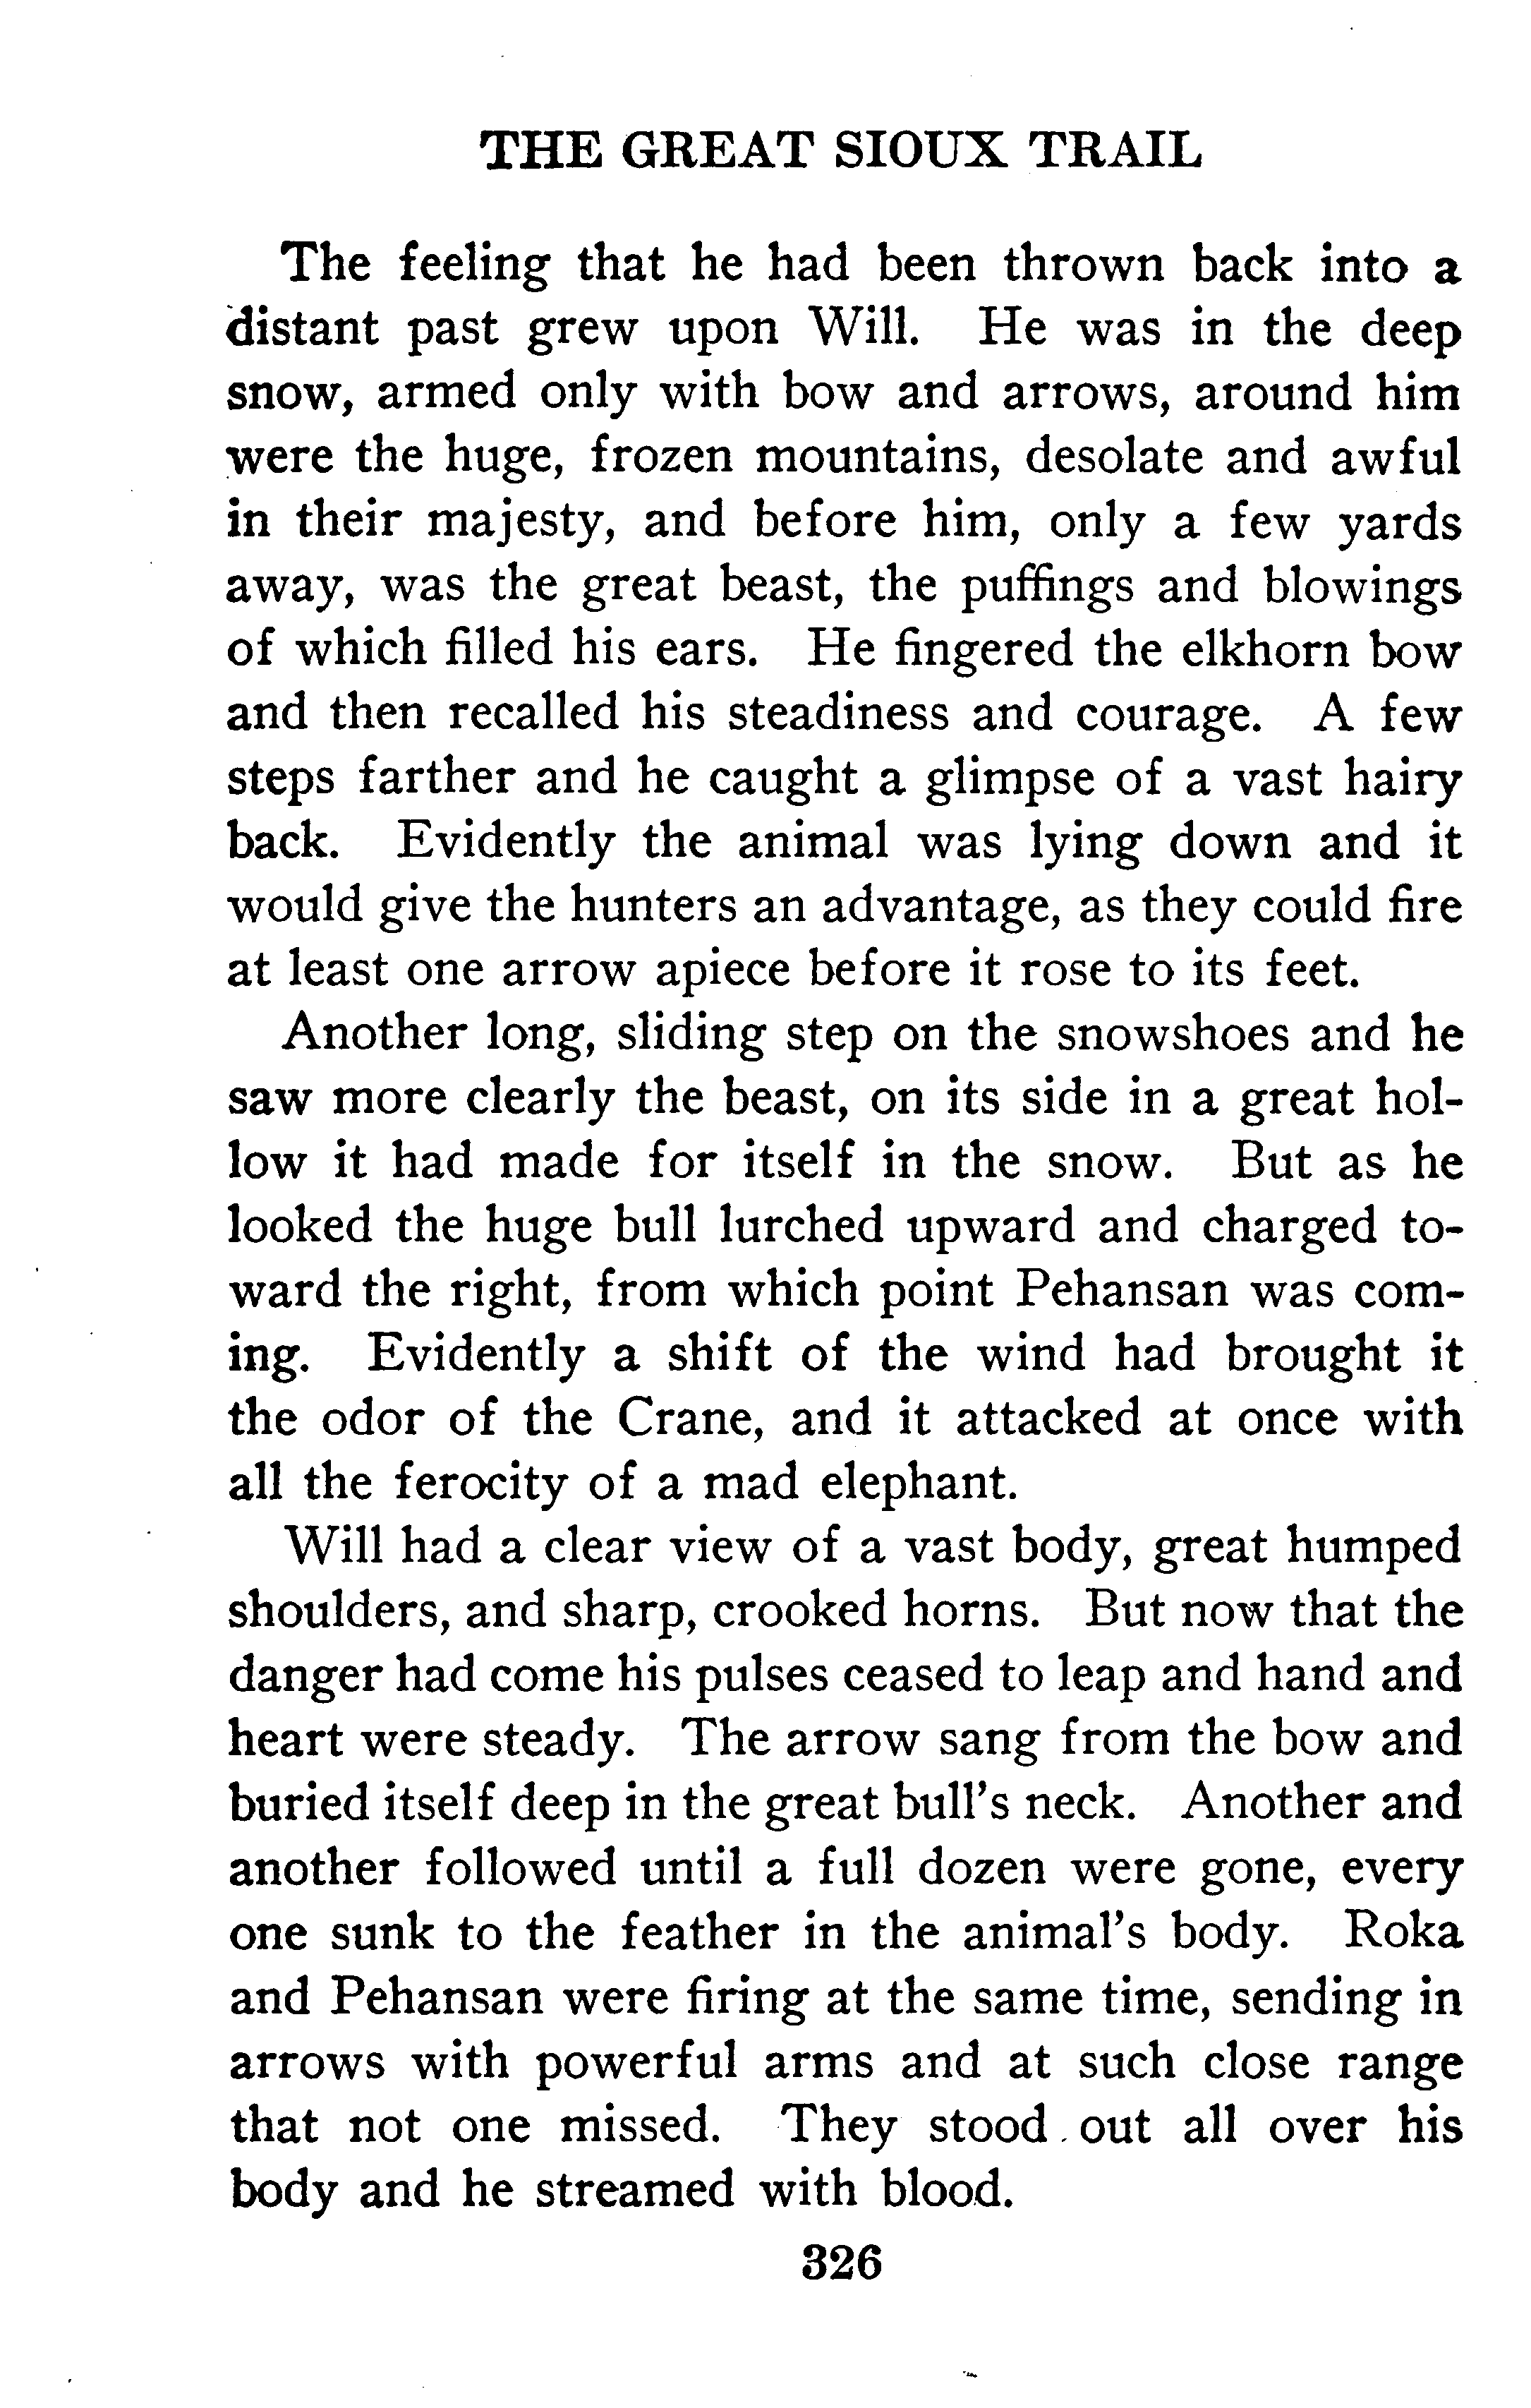 THE GREAT SIOUX TRAIL
The feeling that he had been thrown back into a
distant past grew upon Will. He was in the deep
snow, armed only with bow and arrows, around him
were the huge, frozen mountains, desolate and awful
in their majesty, and before him, only a few yards
away, was the great beast, the puffings and blowings
of which filled his ears. He fingered the elkhorn bow
and then recalled his steadiness and courage. A few
steps farther and he caught a glimpse of a vast hairy
back. Evidently the animal was lying down and it
would give the hunters an advantage, as they could fire
at least one arrow apiece before it rose to its feet.
Another long, sliding step on the snowshoes and he
saw more clearly the beast, on its side in a great hol-
low it had made for itself in the snow. But as he
looked the huge bull lurched upward and charged to-
ward the right, from which point Pehansan was com-
ing. Evidently a shift of the wind had brought it
the odor of the Crane, and it attacked at once with
all the ferocity of a mad elephant.
Will had a clear view of a vast body, great humped
shoulders, and sharp, crooked horns. But now that the
danger had come his pulses ceased to leap and hand and
heart were steady. The arrow sang from the bow and
buried itself deep in the great bull's neck. Another and
another followed until a full dozen were gone, every
one sunk to the feather in the animal's body. Roka
and Pehansan were firing at the same time, sending in
arrows with powerful arms and at such close range
that not one missed. They stood out all over his
body and he streamed with blood.
326